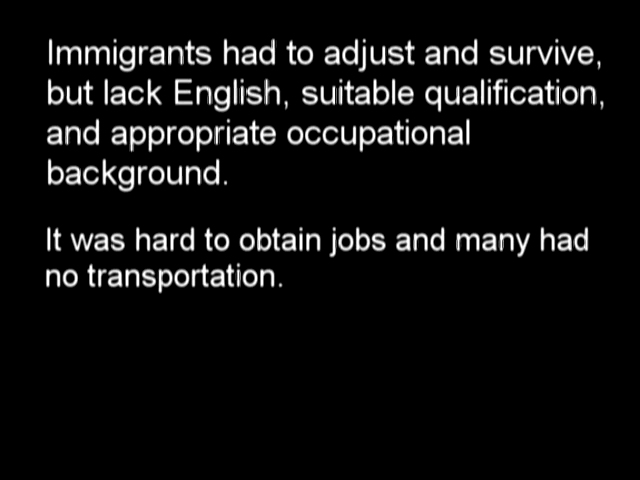 Immigrants had to adjust and survive,
but lack English, suitable qualification,
and appropriate occupational
background.
It was hard to obtain jobs and many had
no transportation.